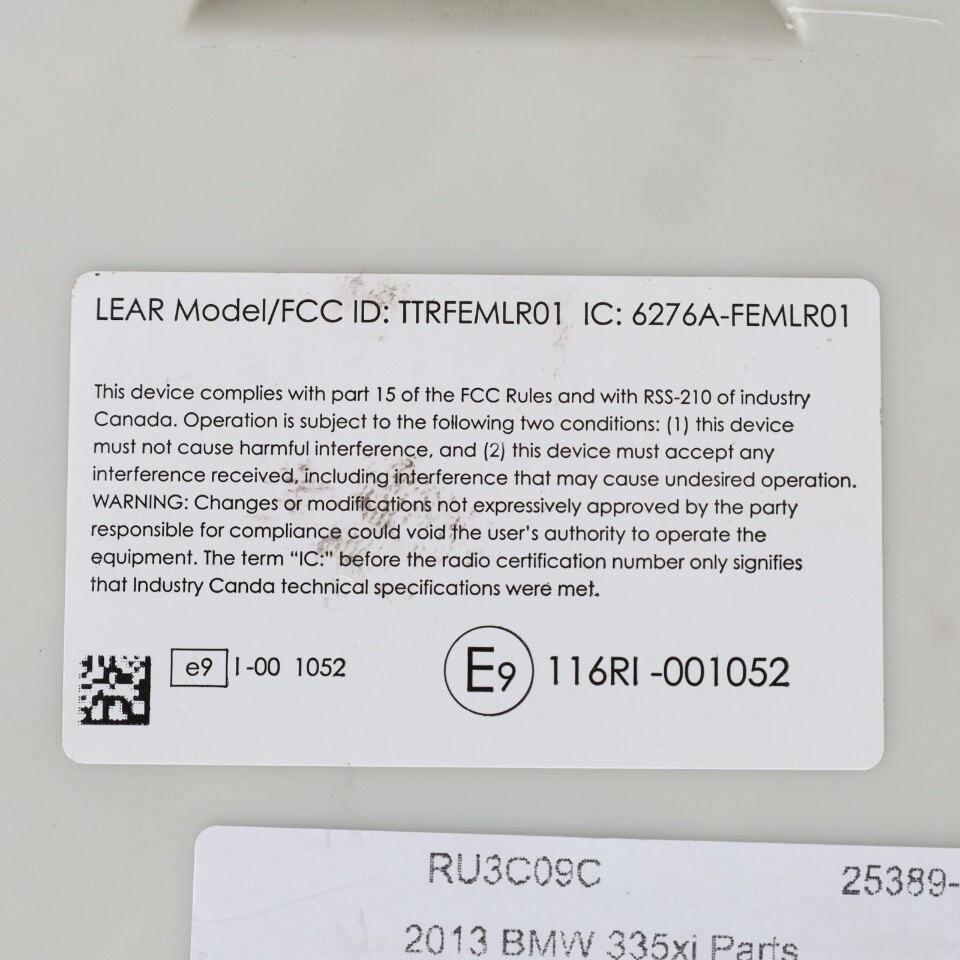 LEAR Model/FCC ID: TTRFEMLR01 IC: 6276A-FEMLR01
This device complies with part 15 of the FCC Rules and with RSS-210 of industry
Canada. Operation is subject to the following two conditions: (1) this device
must not cause harmful interference, and (2) this device must accept any
interference received, including interference that may cause undesired operation.
WARNING: Changes or modifications not expressively approved by the party
responsible for compliance could void the user's authority to operate the
equipment. The term "IC:" before the radio certification number only signifies
that Industry Canda technical specifications were met.
e9 I-00 1052 E9 116RI -001052
RU3C09C 25389-
2013 BMW 335xi Parts